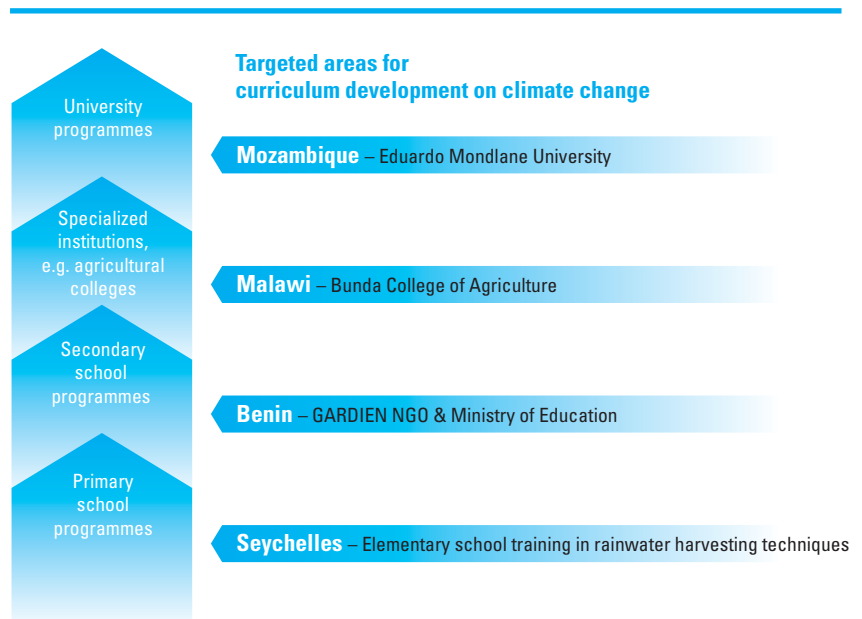 Targeted areas for
curriculum development on climate change
University
programmes
Mozambique – Eduardo Mondlane University
Specialized
institutions,
e.g. agricultural
colleges
Malawi – Bunda College of Agriculture
Secondary
school
programmes
Benin – GARDIEN NGO & Ministry of Education
Primary
school
programmes
Seychelles – Elementary school training in rainwater harvesting techniques